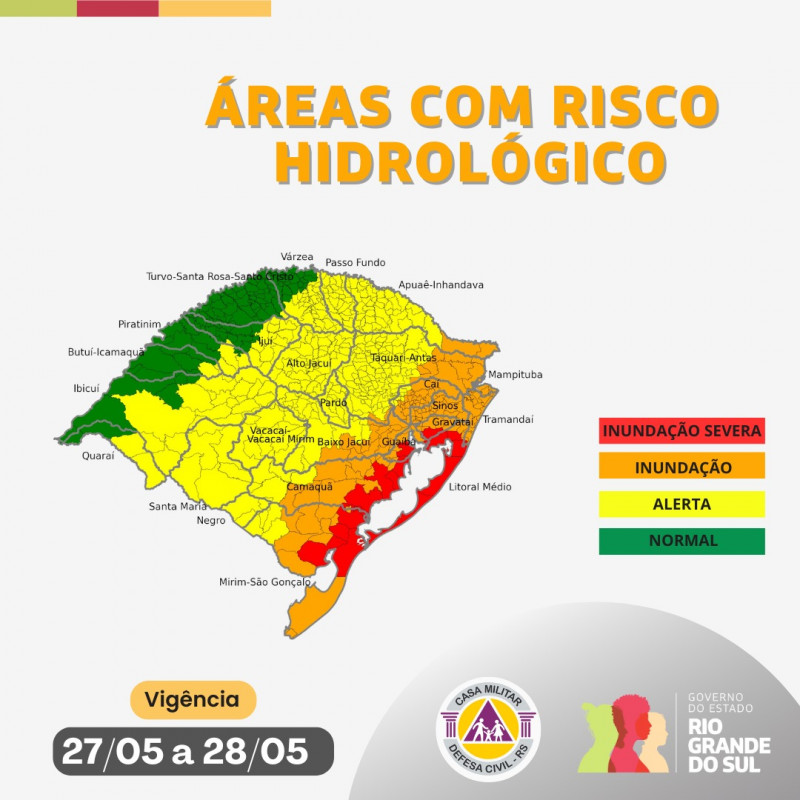 ÁREAS COM RISCO
HIDROLÓGICO
Várzea
Passo Fundo
Turvo-Santa Rosa-Santo Cristo
Apuaê-Inhandava
Piratinim
Ijuí
Butuí-Icamaquã
Alto Jacuí
Taquari-Antas
Ibicuí
Mampituba
Caí
Pardo
Sinos
Tramandaí
Gravataí
Vacacaí-
Vacacaí Mirim
Baixo Jacuí
Guaíba
Quaraí
Camaquã
Litoral Médio
Santa Maria
Negro
Mirim-São Gonçalo
INUNDAÇÃO SEVERA
INUNDAÇÃO
ALERTA
NORMAL
Vigência
27/05 a 28/05
CASA MILITAR
DEFESA CIVIL - RS
GOVERNO
DO ESTADO
RIO
GRANDE
DO SUL